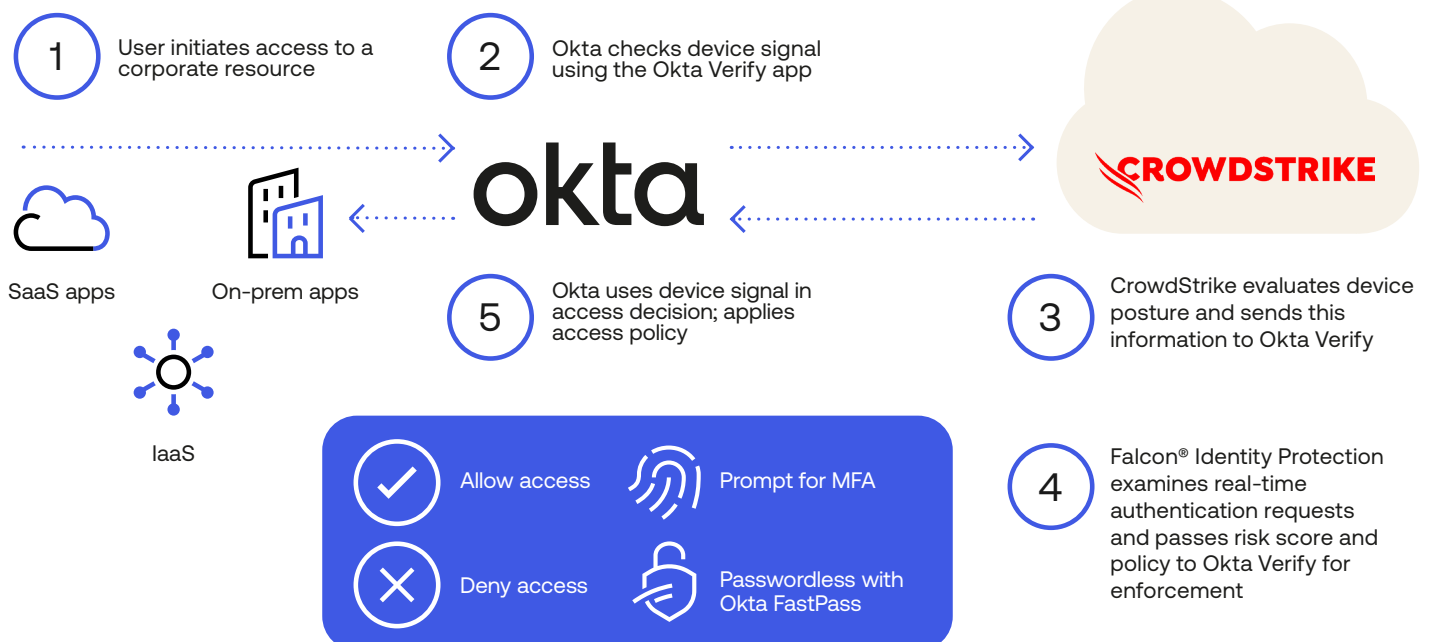 1
User initiates access to a
corporate resource
2
Okta checks device signal
using the Okta Verify app
okta
CROWDSTRIKE
SaaS apps
On-prem apps
IaaS
3
CrowdStrike evaluates device
posture and sends this
information to Okta Verify
4
Falcon® Identity Protection
examines real-time
authentication requests
and passes risk score and
policy to Okta Verify for
enforcement
5
Okta uses device signal in
access decision; applies
access policy
Allow access
Prompt for MFA
Deny access
Passwordless with
Okta FastPass